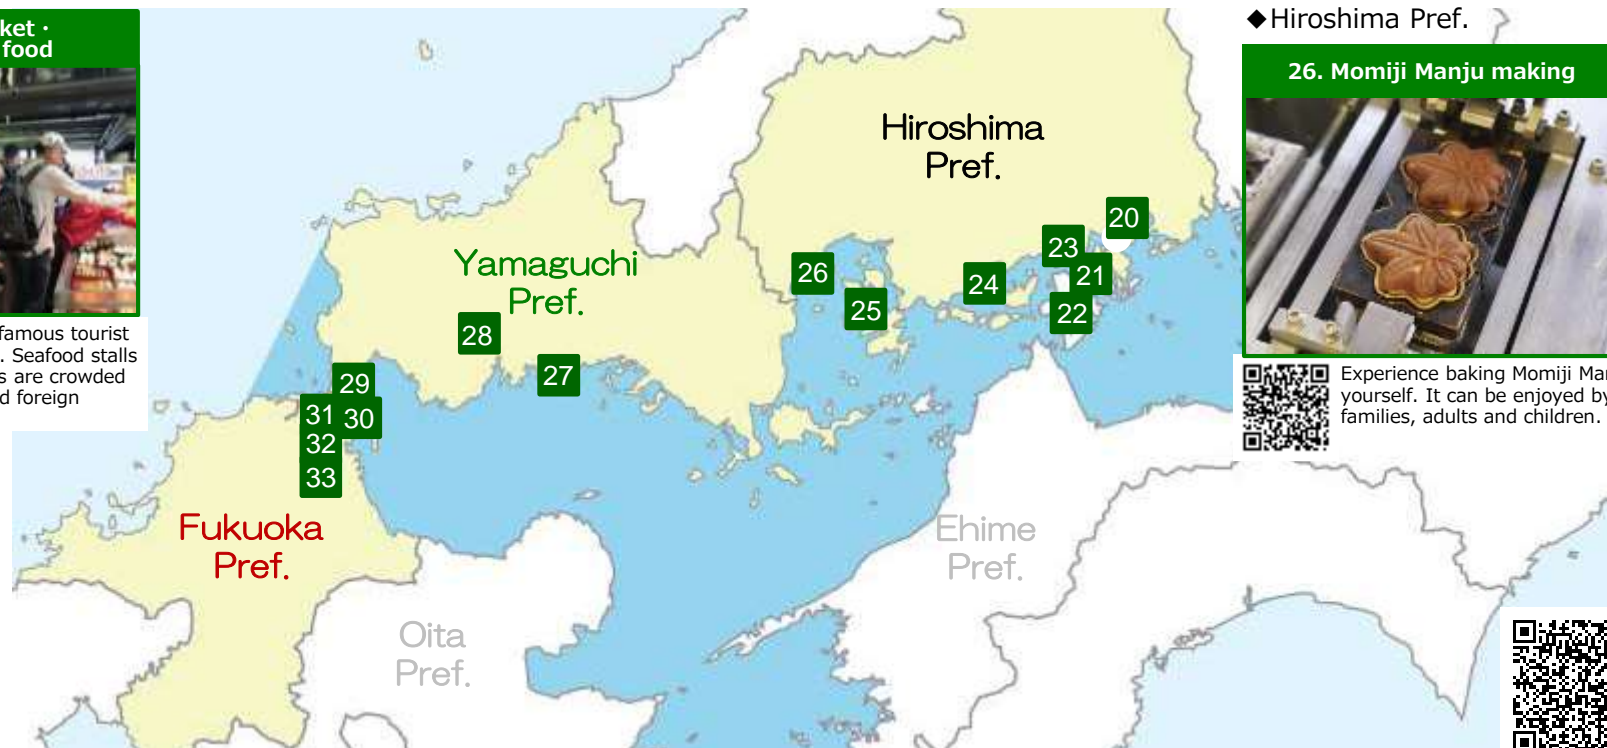 ket・
food
famous tourist
. Seafood stalls
s are crowded
d foreign
◆Hiroshima Pref.
26. Momiji Manju making
Experience baking Momiji Man
yourself. It can be enjoyed by
families, adults and children.
Hiroshima
Pref.
20
23
21
26
24
25
22
Yamaguchi
Pref.
28
27
29
31
30
32
33
Fukuoka
Pref.
Ehime
Pref.
Oita
Pref.